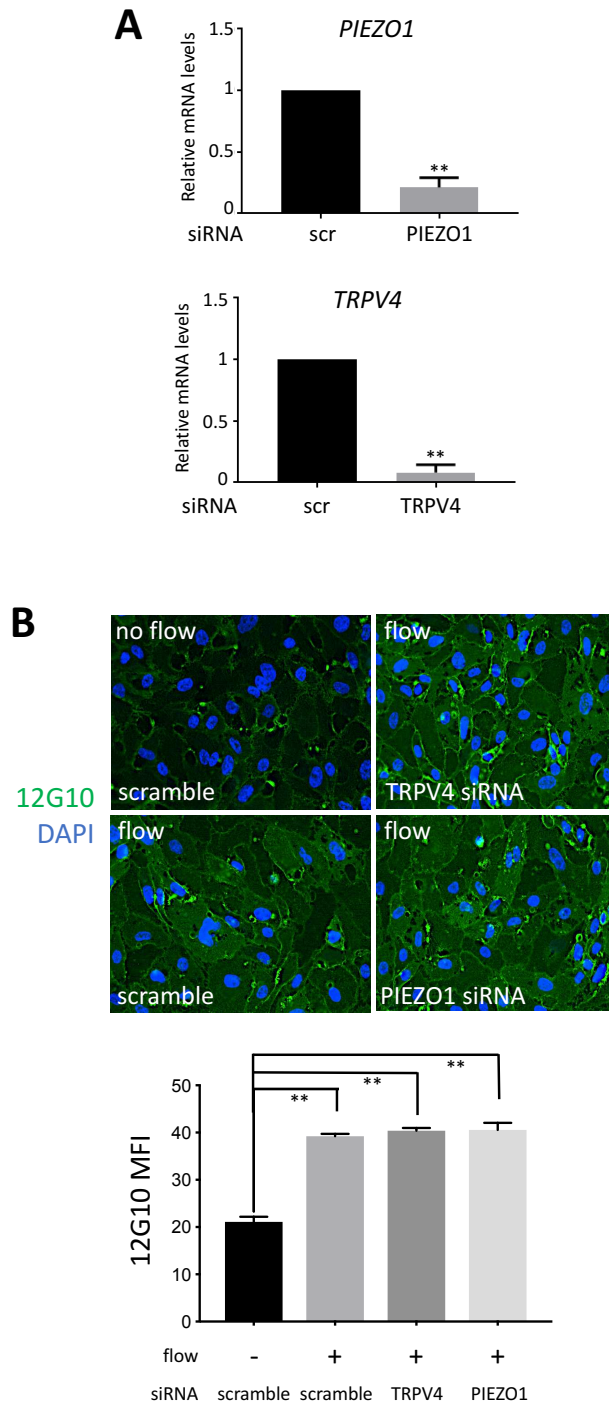 A
PIEZO1
Relative mRNA levels
1.5
1
0.5
0
**
siRNA scr PIEZO1
TRPV4
Relative mRNA levels
1.5
1
0.5
0
**
siRNA scr TRPV4
B
12G10
DAPI
no flow
scramble
flow
TRPV4 siRNA
flow
scramble
flow
PIEZO1 siRNA
12G10 MFI
50
40
30
20
10
0
**
**
**
flow - + + +
siRNA scramble scramble TRPV4 PIEZO1